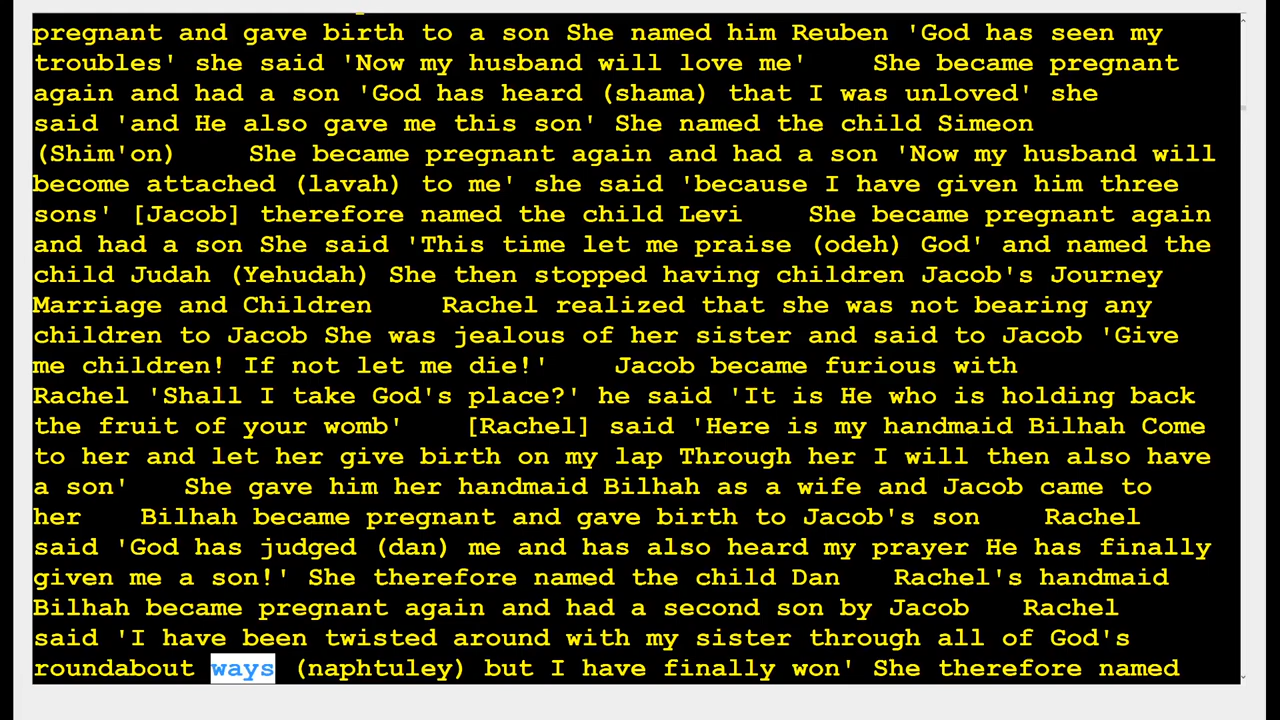 pregnant and gave birth to a son She named him Reuben 'God has seen my
troubles' she said 'Now my husband will love me' She became pregnant
again and had a son 'God has heard (shama) that I was unloved' she
said 'and He also gave me this son' She named the child Simeon
(Shim'on) She became pregnant again and had a son 'Now my husband will
become attached (lavah) to me' she said 'because I have given him three
sons' [Jacob] therefore named the child Levi She became pregnant again
and had a son She said 'This time let me praise (odeh) God' and named the
child Judah (Yehudah) She then stopped having children Jacob's Journey
Marriage and Children Rachel realized that she was not bearing any
children to Jacob She was jealous of her sister and said to Jacob 'Give
me children! If not let me die!' Jacob became furious with
Rachel 'Shall I take God's place?' he said 'It is He who is holding back
the fruit of your womb' [Rachel] said 'Here is my handmaid Bilhah Come
to her and let her give birth on my lap Through her I will then also have
a son' She gave him her handmaid Bilhah as a wife and Jacob came to
her Bilhah became pregnant and gave birth to Jacob's son Rachel
said 'God has judged (dan) me and has also heard my prayer He has finally
given me a son!' She therefore named the child Dan Rachel's handmaid
Bilhah became pregnant again and had a second son by Jacob Rachel
said 'I have been twisted around with my sister through all of God's
roundabout ways (naphtuley) but I have finally won' She therefore named